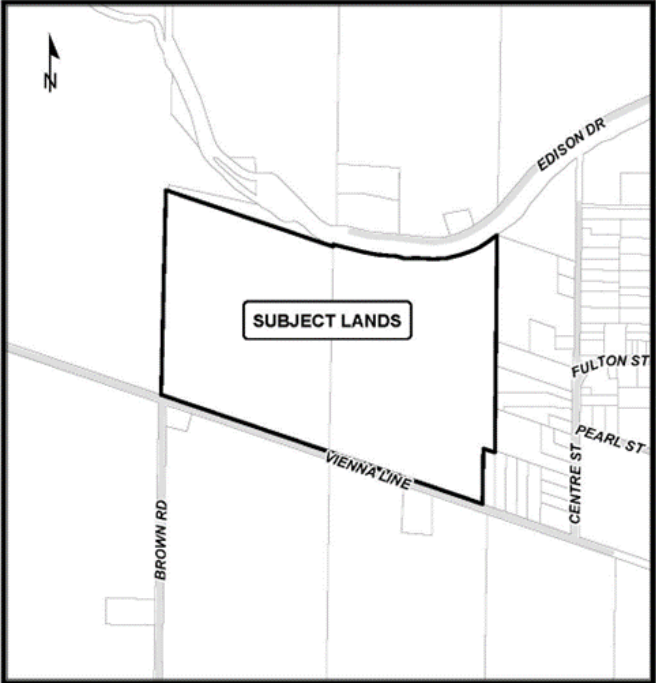 N
EDISON DR
SUBJECT LANDS
FULTON ST
PEARL ST
VIENNA LINE
CENTRE ST
BROWN RD